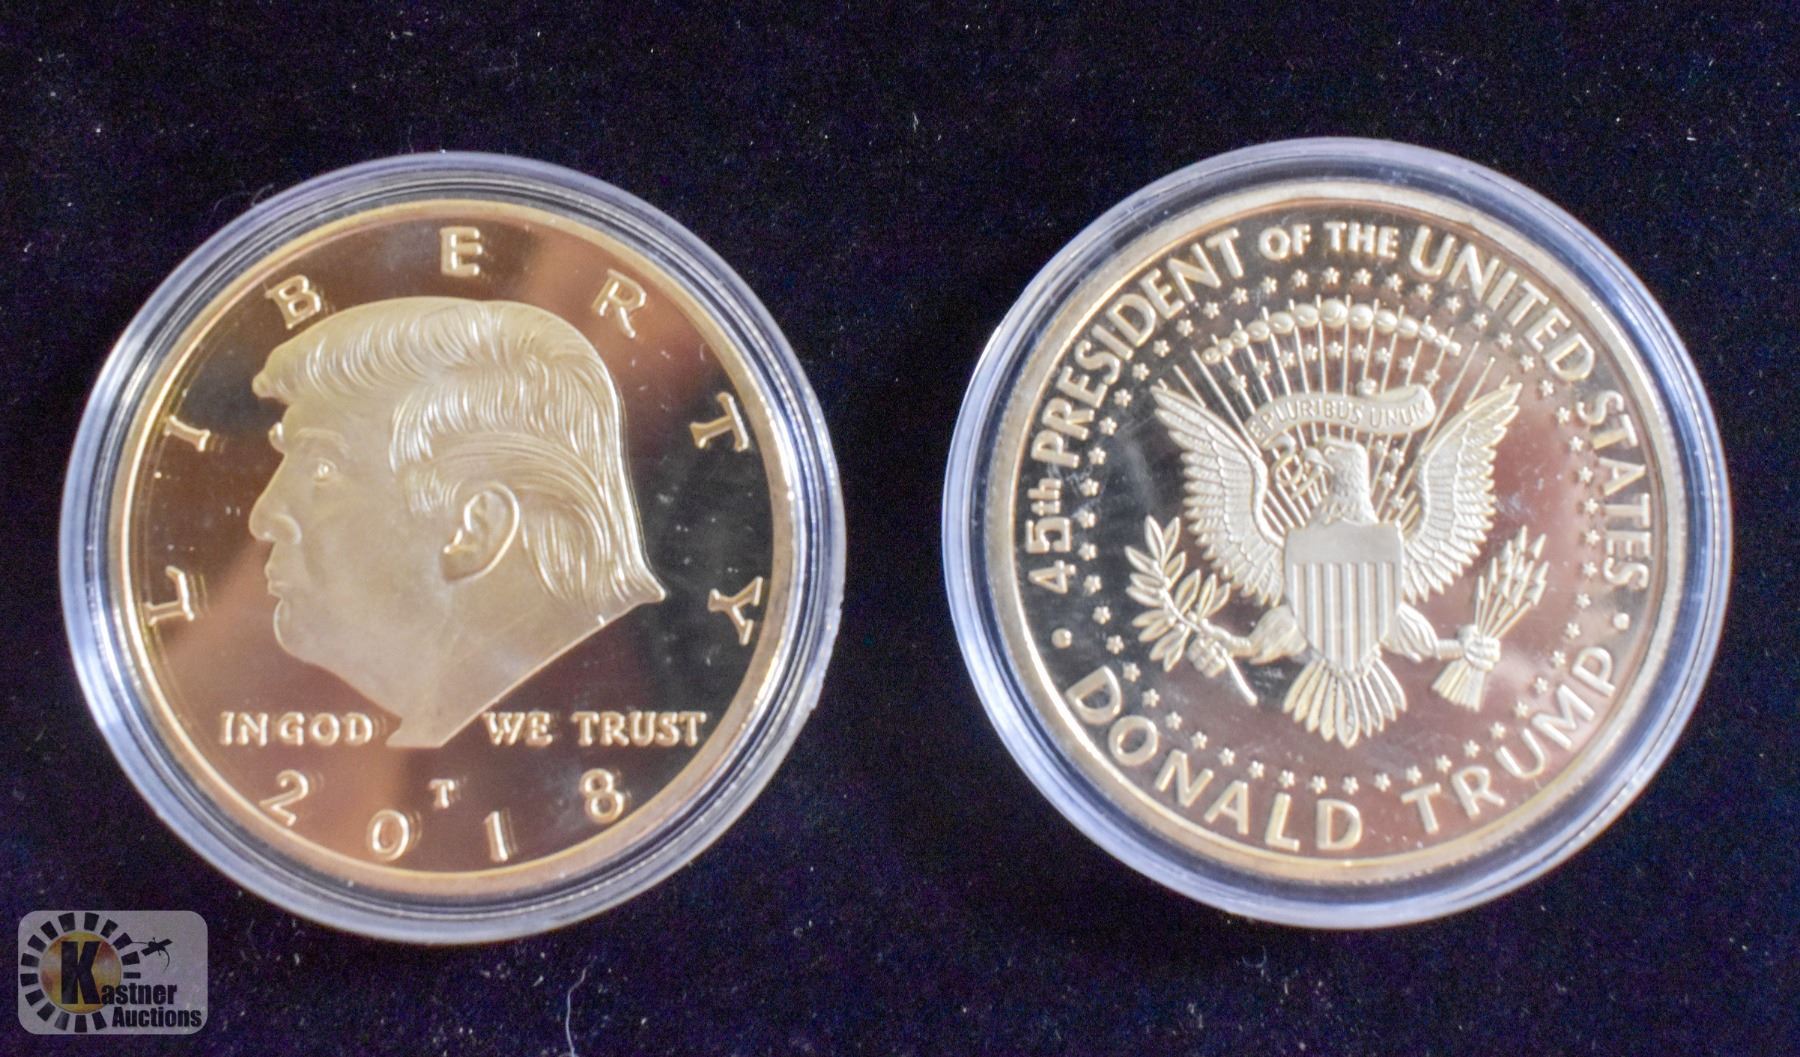 LIBERTY
IN GOD WE TRUST
T
2018
45th PRESIDENT OF THE UNITED STATES
E PLURIBUS UNUM
• DONALD TRUMP •
Kastner
Auctions